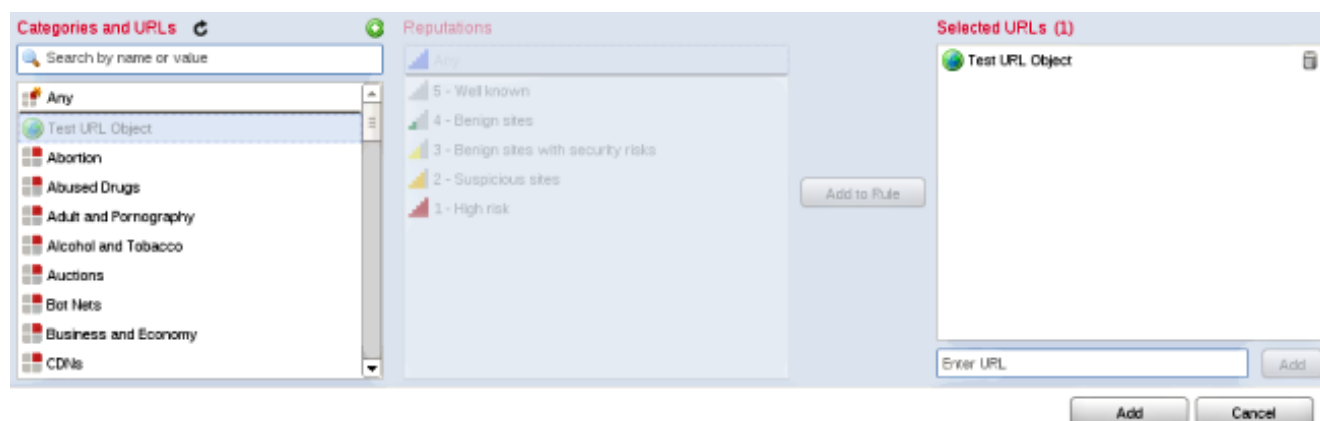 Categories and URLs
Search by name or value
Any
Test URL Object
Abortion
Abused Drugs
Adult and Pornography
Alcohol and Tobacco
Auctions
Bot Nets
Business and Economy
CDNs
Reputations
Any
5 - Well known
4 - Benign sites
3 - Benign sites with security risks
2 - Suspicious sites
1 - High risk
Add to Rule
Selected URLs (1)
Test URL Object
Enter URL
Add
Add
Cancel